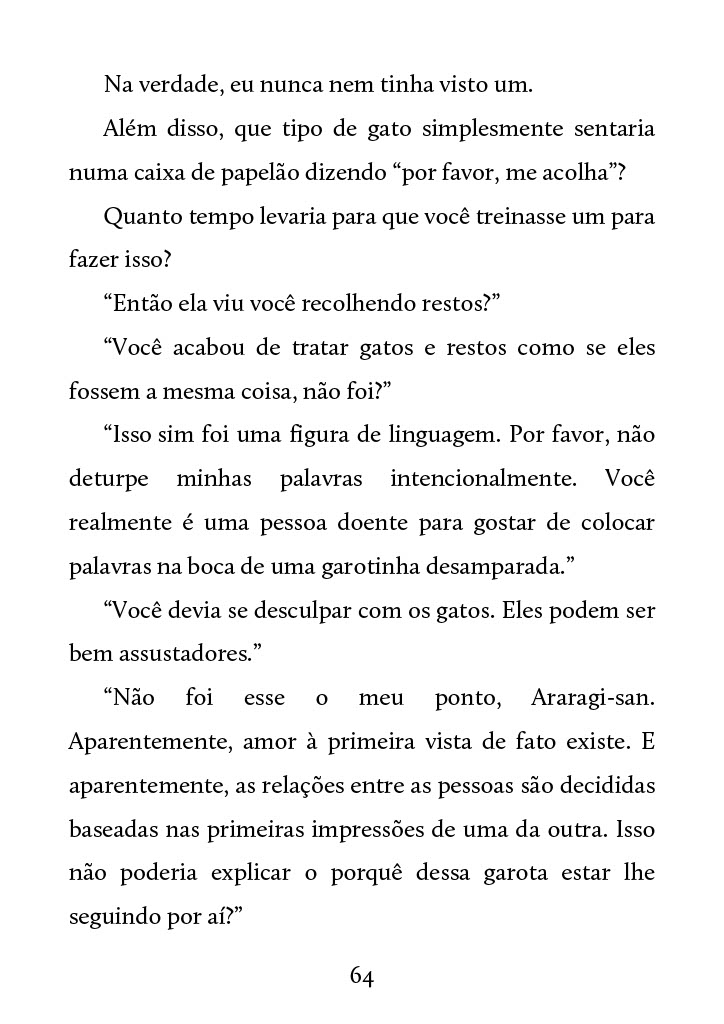 Na verdade, eu nunca nem tinha visto um.
Além disso, que tipo de gato simplesmente sentaria
numa caixa de papelão dizendo “por favor, me acolha”?
Quanto tempo levaria para que você treinasse um para
fazer isso?
“Então ela viu você recolhendo restos?”
“Você acabou de tratar gatos e restos como se eles
fossem a mesma coisa, não foi?”
“Isso sim foi uma figura de linguagem. Por favor, não
deturpe minhas palavras intencionalmente. Você
realmente é uma pessoa doente para gostar de colocar
palavras na boca de uma garotinha desamparada.”
“Você devia se desculpar com os gatos. Eles podem ser
bem assustadores.”
“Não foi esse o meu ponto, Araragi-san.
Aparentemente, amor à primeira vista de fato existe. E
aparentemente, as relações entre as pessoas são decididas
baseadas nas primeiras impressões de uma da outra. Isso
não poderia explicar o porquê dessa garota estar lhe
seguindo por aí?”
64